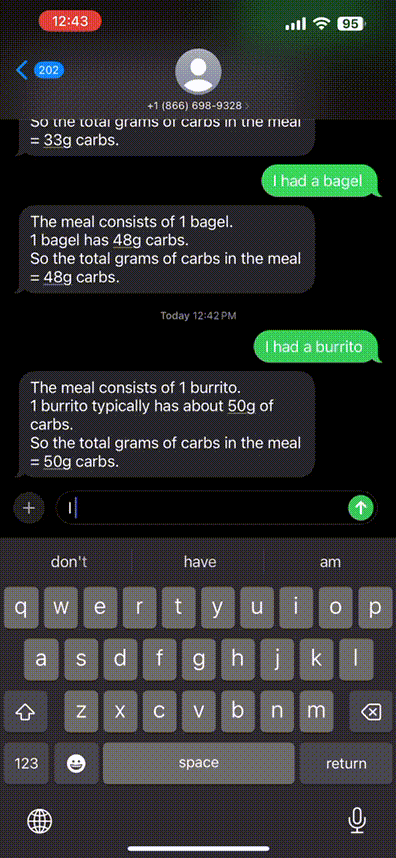 12:43
95
202
+1 (866) 698-9328
So the total grams of carbs in the meal
= 33g carbs.
I had a bagel
The meal consists of 1 bagel.
1 bagel has 48g carbs.
So the total grams of carbs in the meal
= 48g carbs.
Today 12:42 PM
I had a burrito
The meal consists of 1 burrito.
1 burrito typically has about 50g of
carbs.
So the total grams of carbs in the meal
= 50g carbs.
I
don't have am
q w e r t y u i o p
a s d f g h j k l
z x c v b n m
123 space return